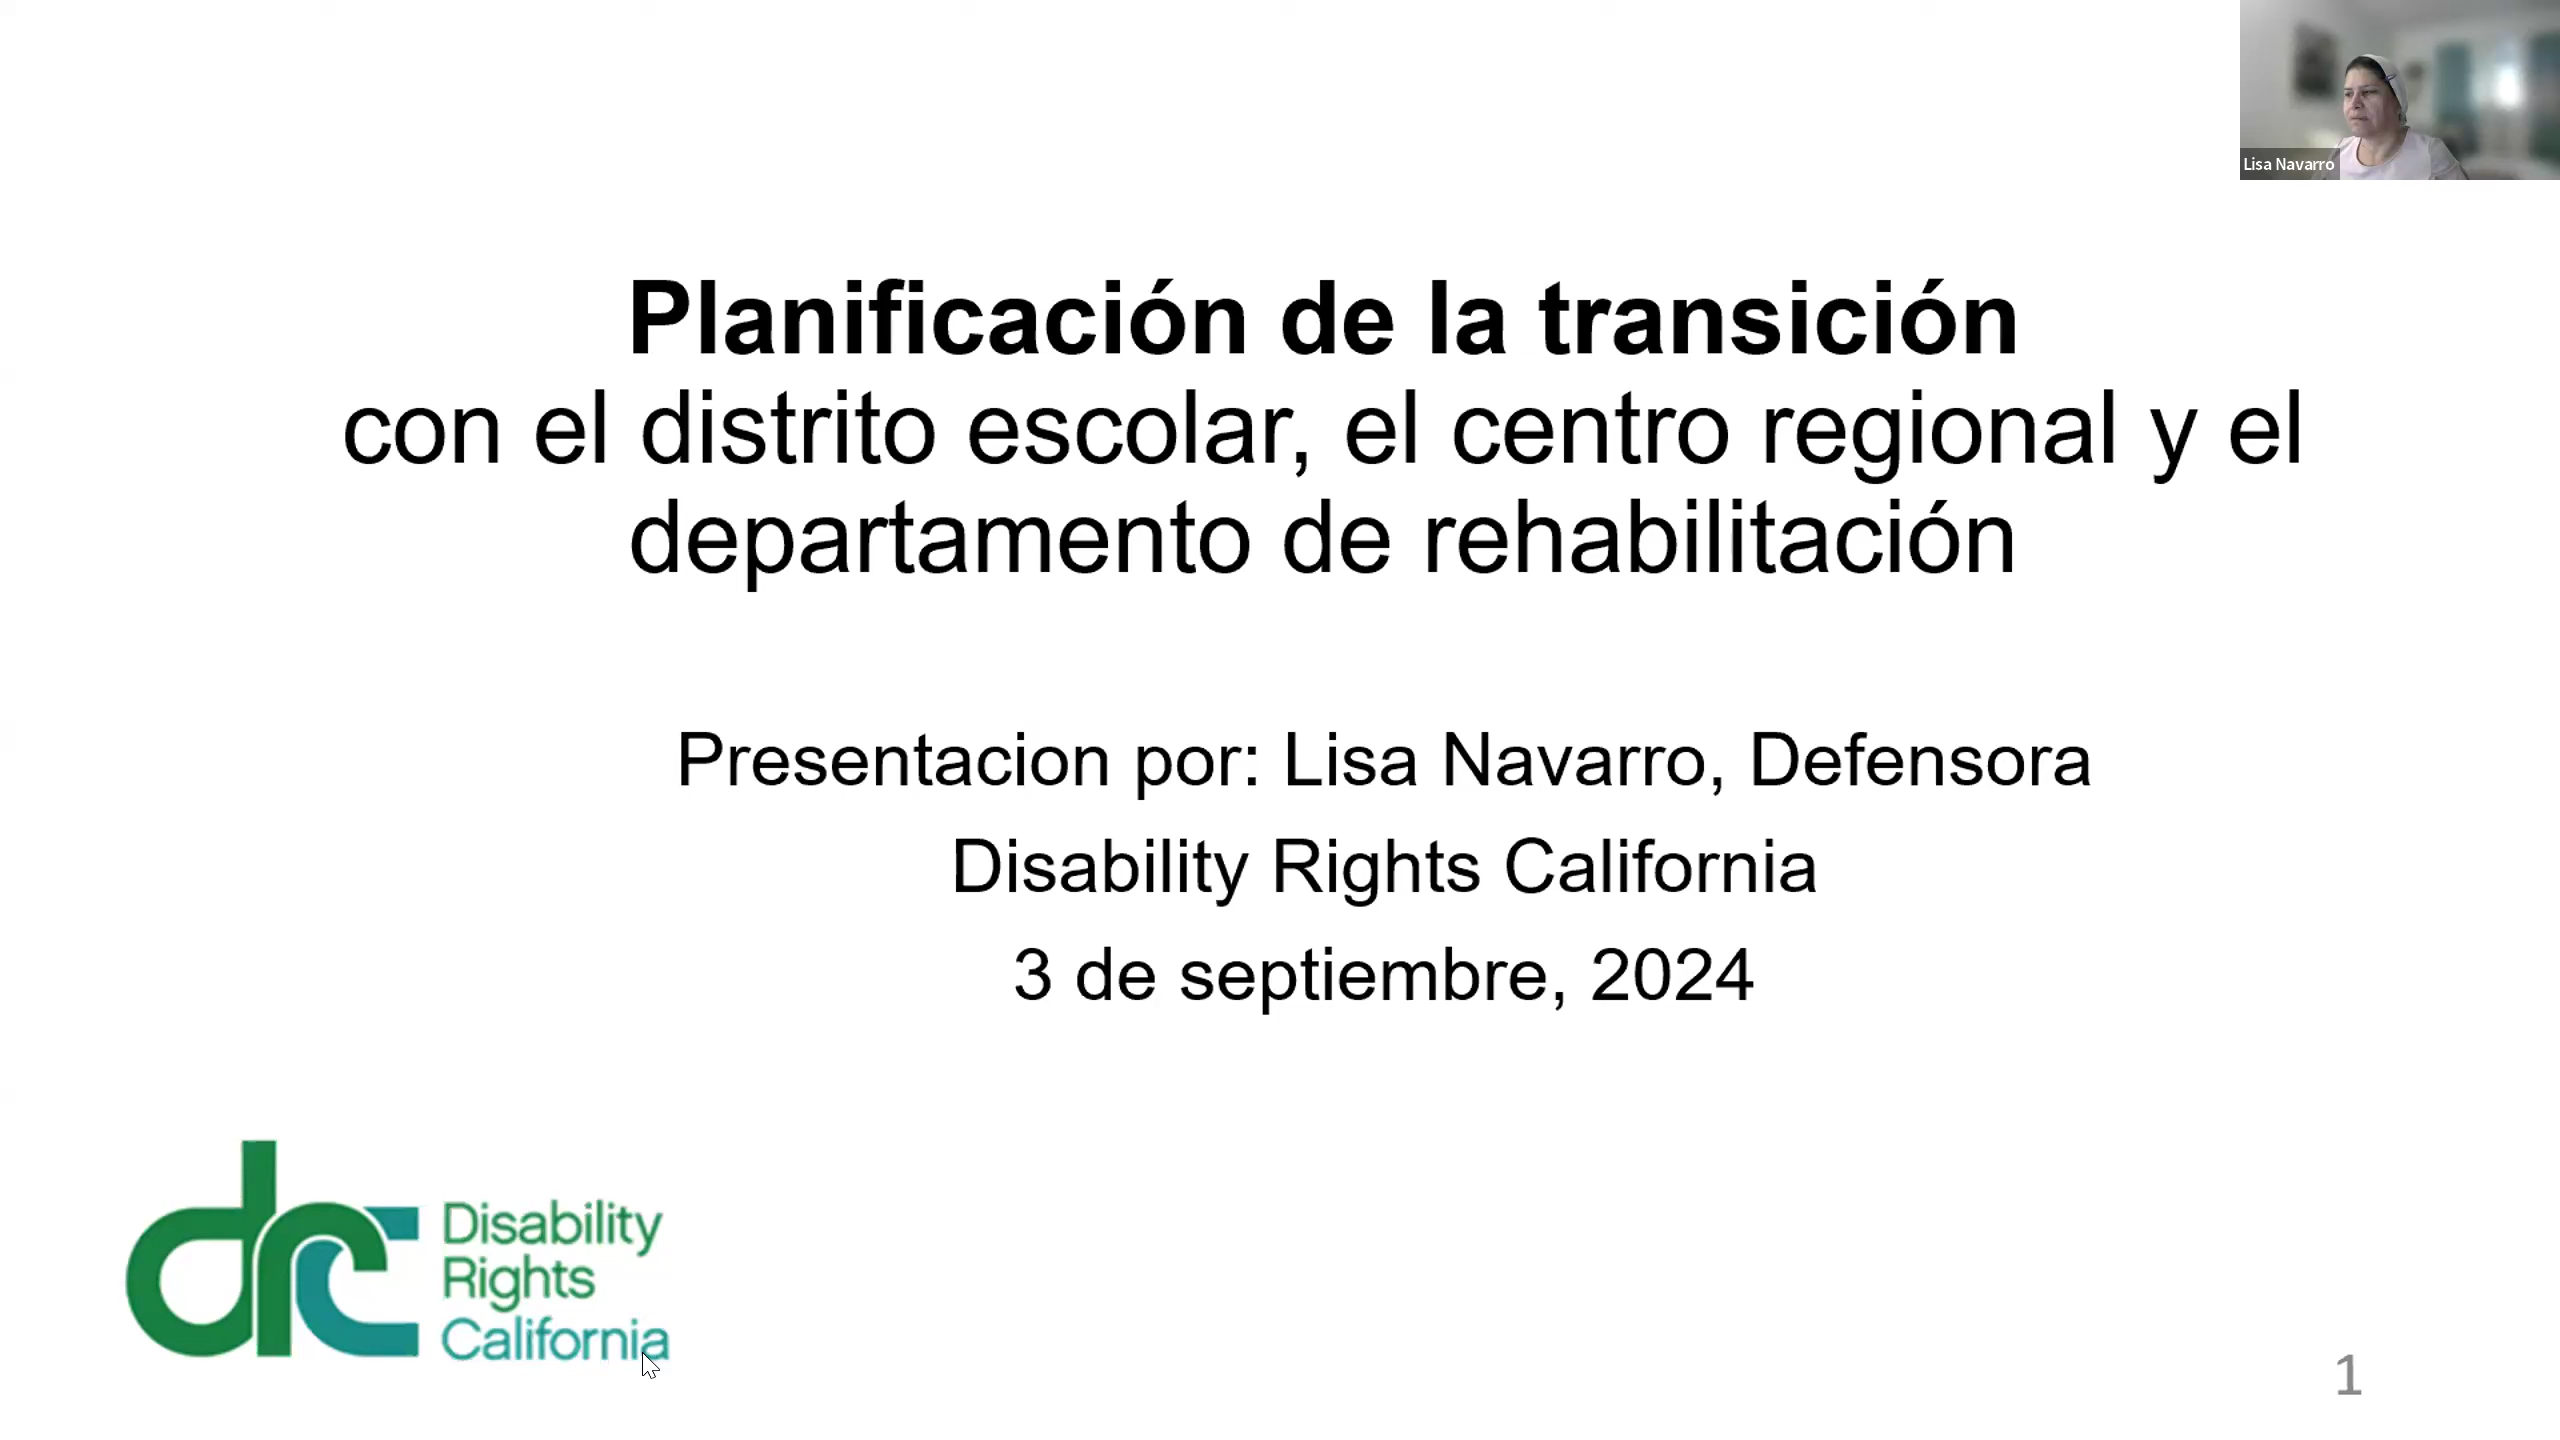 Lisa Navarro
Planificación de la transición
con el distrito escolar, el centro regional y el
departamento de rehabilitación
Presentacion por: Lisa Navarro, Defensora
Disability Rights California
3 de septiembre, 2024
drc
Disability
Rights
California
1